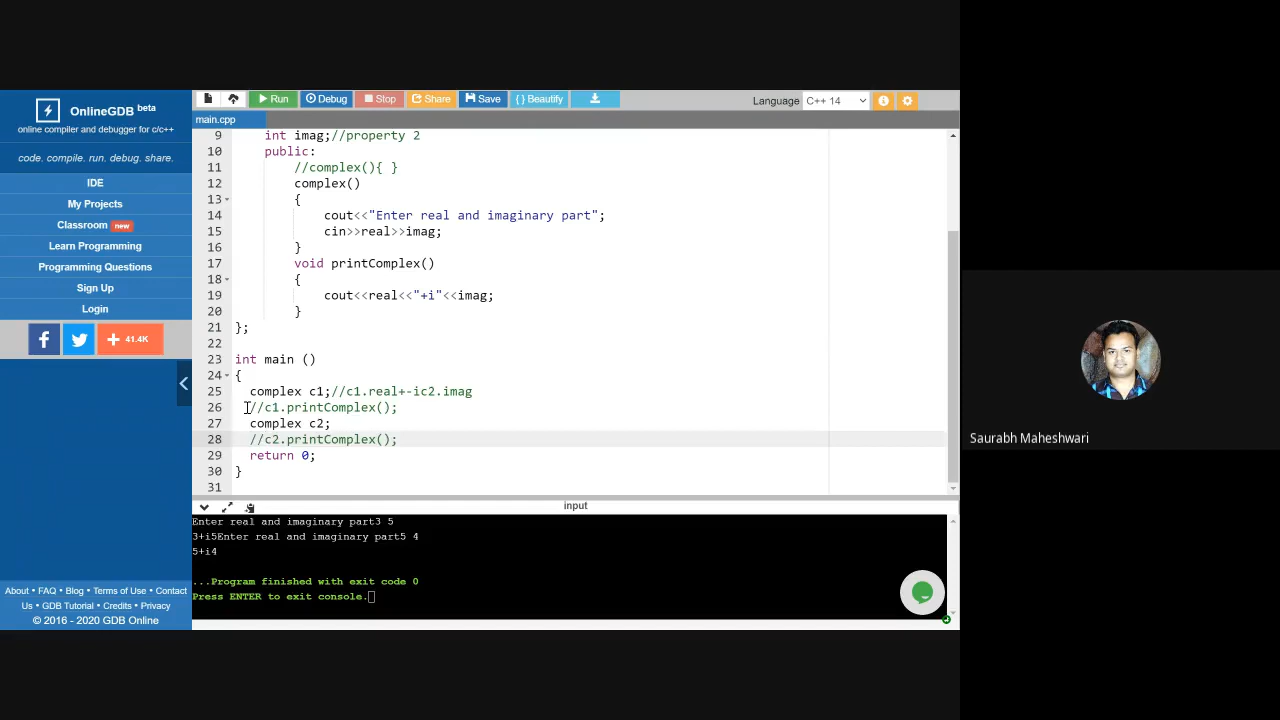 OnlineGDB beta
online compiler and debugger for c/c++
code. compile. run. debug. share.
IDE
My Projects
Classroom new
Learn Programming
Programming Questions
Sign Up
Login
41.4K
About • FAQ • Blog • Terms of Use • Contact
Us • GDB Tutorial • Credits • Privacy
© 2016 - 2020 GDB Online
Run Debug Stop Share Save { } Beautify
Language C++ 14
main.cpp
9 int imag;//property 2
10 public:
11 //complex(){ }
12 complex()
13 {
14 cout<<"Enter real and imaginary part";
15 cin>>real>>imag;
16 }
17 void printComplex()
18 {
19 cout<<real<<"+i"<<imag;
20 }
21 };
22
23 int main ()
24 {
25 complex c1;//c1.real+-ic2.imag
26 //c1.printComplex();
27 complex c2;
28 //c2.printComplex();
29 return 0;
30 }
31
input
Enter real and imaginary part3 5
3+i5Enter real and imaginary part5 4
5+i4
...Program finished with exit code 0
Press ENTER to exit console.
Saurabh Maheshwari